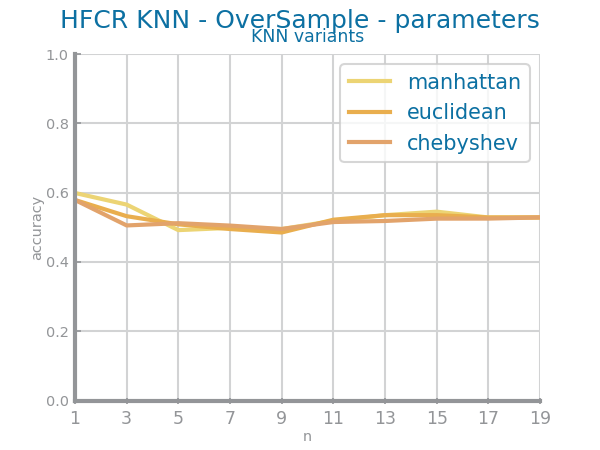 HFCR KNN - OverSample - parameters
KNN variants
manhattan
euclidean
chebyshev
accuracy
1.0
0.8
0.6
0.4
0.2
0.0
1 3 5 7 9 11 13 15 17 19
n